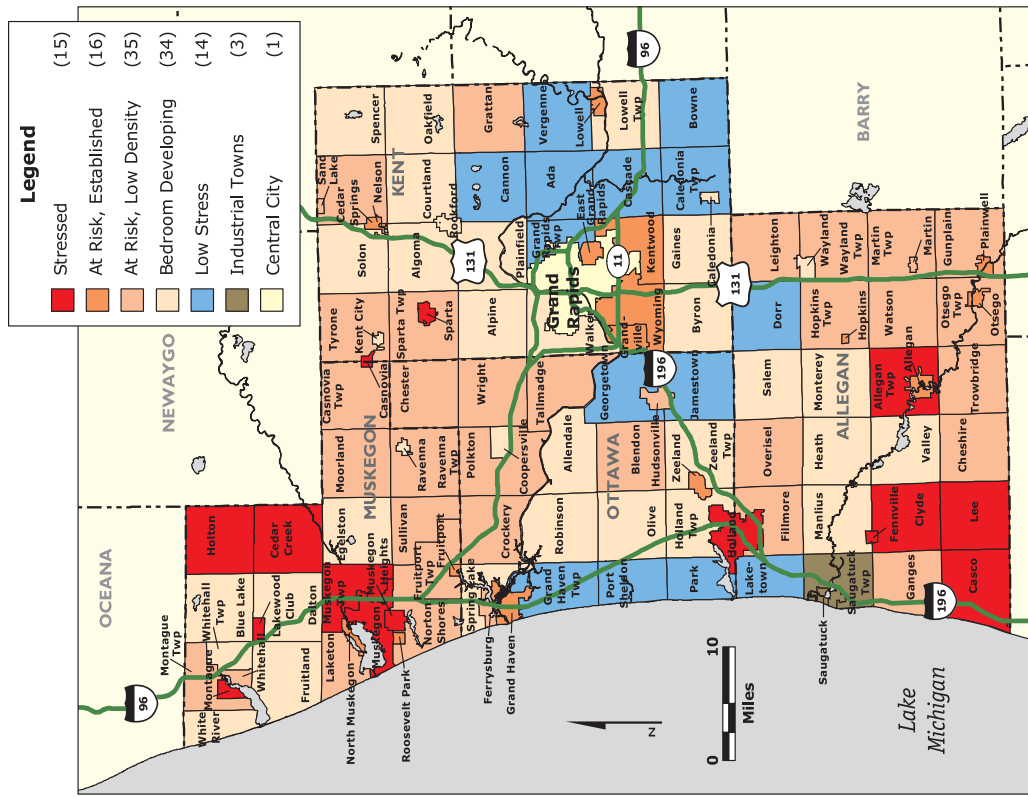 Legend
Stressed (15)
At Risk, Established (16)
At Risk, Low Density (35)
Bedroom Developing (34)
Low Stress (14)
Industrial Towns (3)
Central City (1)
OCEANA
NEWAYGO
MUSKEGON
KENT
OTTAWA
ALLEGAN
BARRY
96
Montague
Twp
Whitehall
Twp
White
River
Montague
Whitehall
Blue Lake
Holton
Fruitland
Lakewood
Club
Dalton
Cedar
Creek
Laketon
Muskegon
Twp
North Muskegon
Muskegon
Muskegon
Heights
Roosevelt Park
Egelston
Moorland
Casnovia
Twp
Casnovia
Kent City
Tyrone
Solon
Cedar
Springs
Sand
Lake
Nelson
Spencer
Norton
Shores
Fruitport
Twp
Fruitport
Sullivan
Ravenna
Ravenna
Twp
Chester
Sparta Twp
Sparta
Algoma
Courtland
Rockford
Oakfield
Spring Lake
Ferrysburg
Grand Haven
Crockery
Polkton
Coopersville
Wright
Alpine
131
Plainfield
Cannon
Grattan
Grand
Haven
Twp
Robinson
Allendale
Tallmadge
Walker
Grand
Rapids
Grand
Rapids
Twp
East
Grand
Rapids
Ada
Vergennes
Lowell
Port
Sheldon
Olive
Blendon
Georgetown
Grand-
ville
Wyoming
11
Kentwood
Cascade
Lowell
Twp
96
Park
Holland
Twp
Holland
Zeeland
Zeeland
Twp
Hudsonville
196
Jamestown
Byron
Gaines
Caledonia
Caledonia
Twp
Bowne
131
Lake-
town
Fillmore
Overisel
Salem
Dorr
Leighton
Saugatuck
Saugatuck
Twp
Manlius
Heath
Monterey
Hopkins
Twp
Hopkins
Wayland
Wayland
Twp
Ganges
Fennville
Clyde
Valley
Allegan
Twp
Allegan
Watson
Martin
Twp
Martin
196
Casco
Lee
Cheshire
Trowbridge
Otsego
Twp
Otsego
Gunplain
Plainwell
Lake
Michigan
N
0 10
Miles